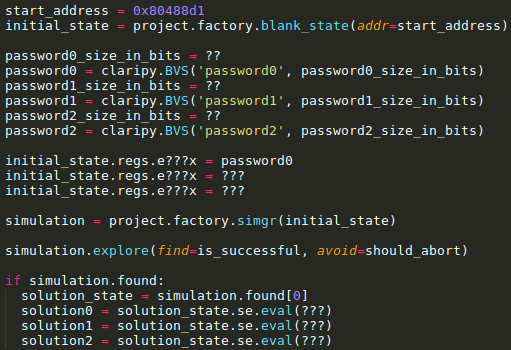 start_address = 0x80488d1
initial_state = project.factory.blank_state(addr=start_address)
password0_size_in_bits = ??
password0 = claripy.BVS('password0', password0_size_in_bits)
password1_size_in_bits = ??
password1 = claripy.BVS('password1', password1_size_in_bits)
password2_size_in_bits = ??
password2 = claripy.BVS('password2', password2_size_in_bits)
initial_state.regs.e???x = password0
initial_state.regs.e???x = ???
initial_state.regs.e???x = ???
simulation = project.factory.simgr(initial_state)
simulation.explore(find=is_successful, avoid=should_abort)
if simulation.found:
solution_state = simulation.found[0]
solution0 = solution_state.se.eval(???)
solution1 = solution_state.se.eval(???)
solution2 = solution_state.se.eval(???)